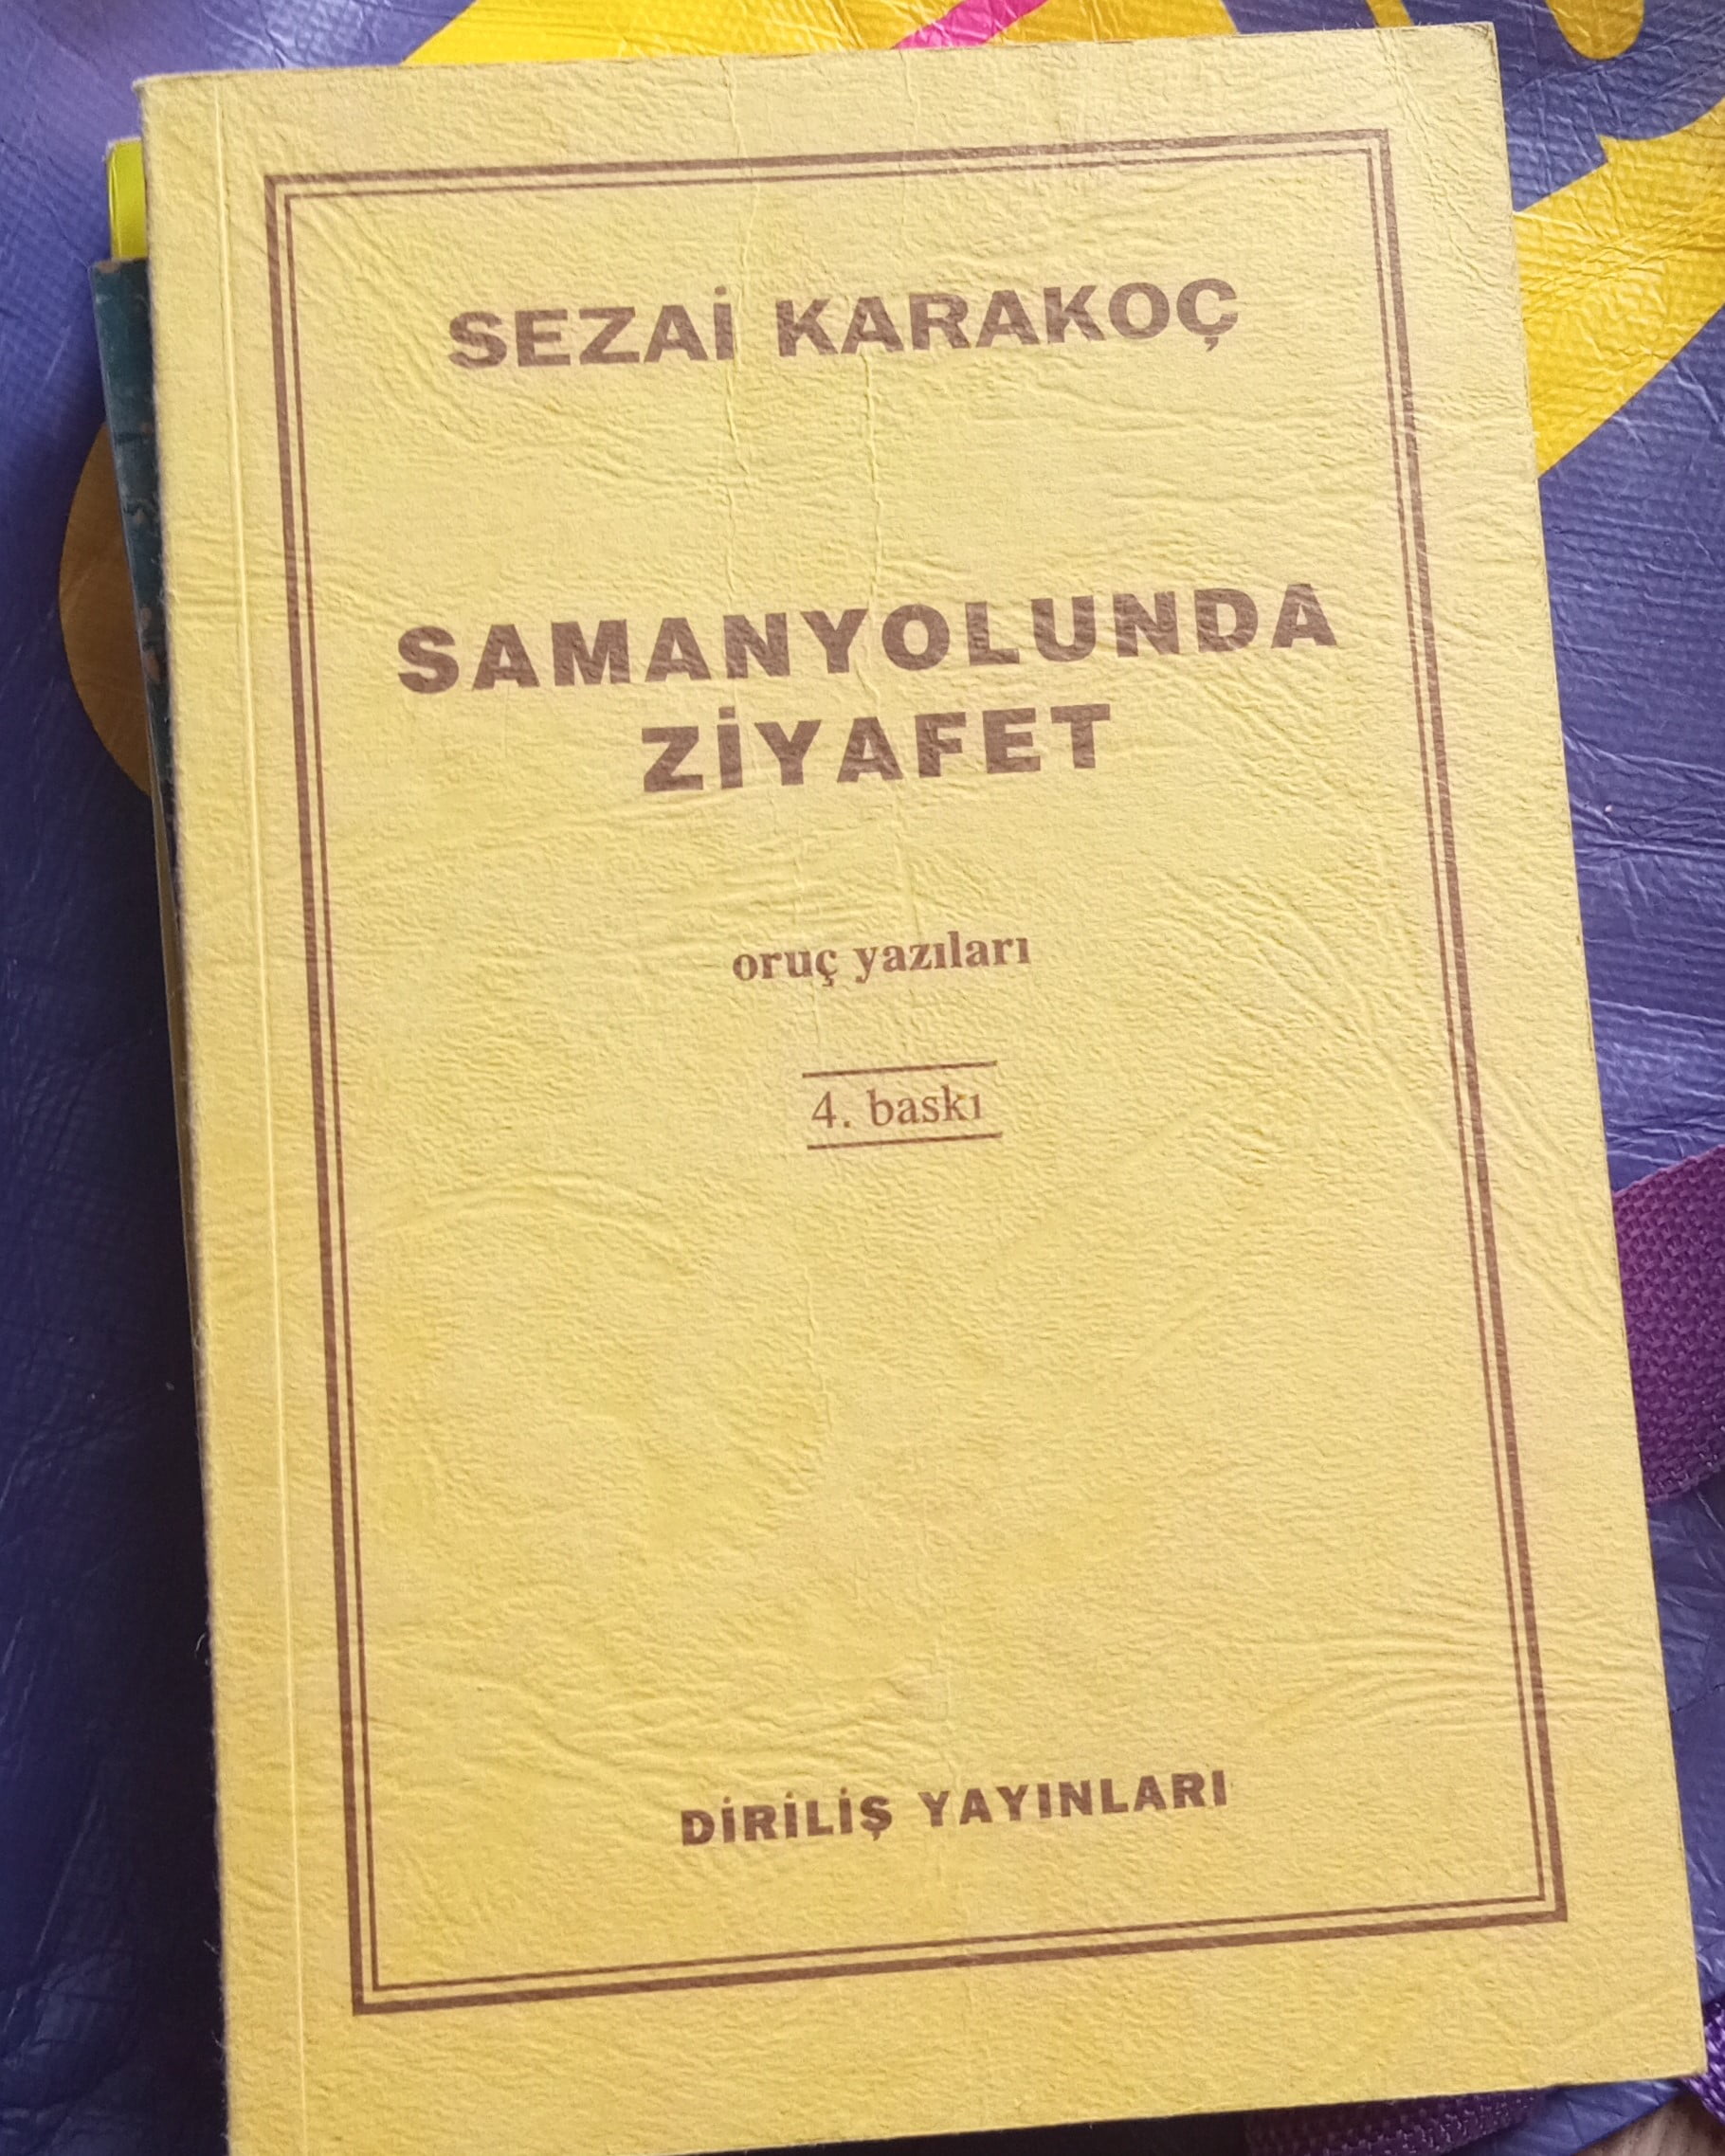 SEZAİ KARAKOÇ
SAMANYOLUNDA
ZİYAFET
oruç yazıları
4. baskı
DİRİLİŞ YAYINLARI